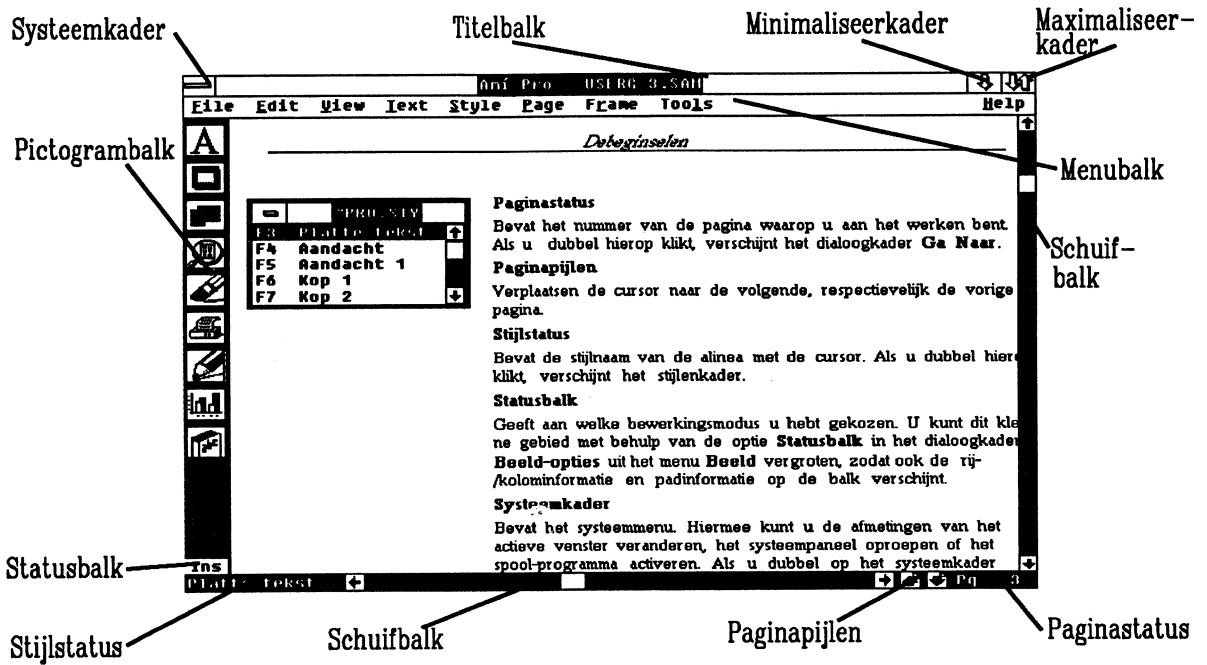 Systeemkader
Titelbalk
Minimaliseerkader
Maximaliseer-
kader
Ami Pro USERG_3.SAM
File Edit View Text Style Page Frame Tools Help
Pictogrambalk
A
De beginselen
Menubalk
Schuif-
balk
PRO.STY
F3 Platte tekst
F4 Aandacht
F5 Aandacht 1
F6 Kop 1
F7 Kop 2
Paginastatus
Bevat het nummer van de pagina waarop u aan het werken bent.
Als u dubbel hierop klikt, verschijnt het dialoogkader Ga Naar.
Paginapijlen
Verplaatsen de cursor naar de volgende, respectievelijk de vorige
pagina.
Stijlstatus
Bevat de stijlnaam van de alinea met de cursor. Als u dubbel hiero
klikt, verschijnt het stijlenkader.
Statusbalk
Geeft aan welke bewerkingsmodus u hebt gekozen. U kunt dit kle
ne gebied met behulp van de optie Statusbalk in het dialoogkader
Beeld-opties uit het menu Beeld vergroten, zodat ook de rij-
/kolominformatie en padinformatie op de balk verschijnt.
Systeemkader
Bevat het systeemmenu. Hiermee kunt u de afmetingen van het
actieve venster veranderen, het systeempaneel oproepen of het
spool-programma activeren. Als u dubbel op het systeemkader
Statusbalk
Ins
Platte tekst Pg 3
Stijlstatus
Schuifbalk
Paginapijlen
Paginastatus